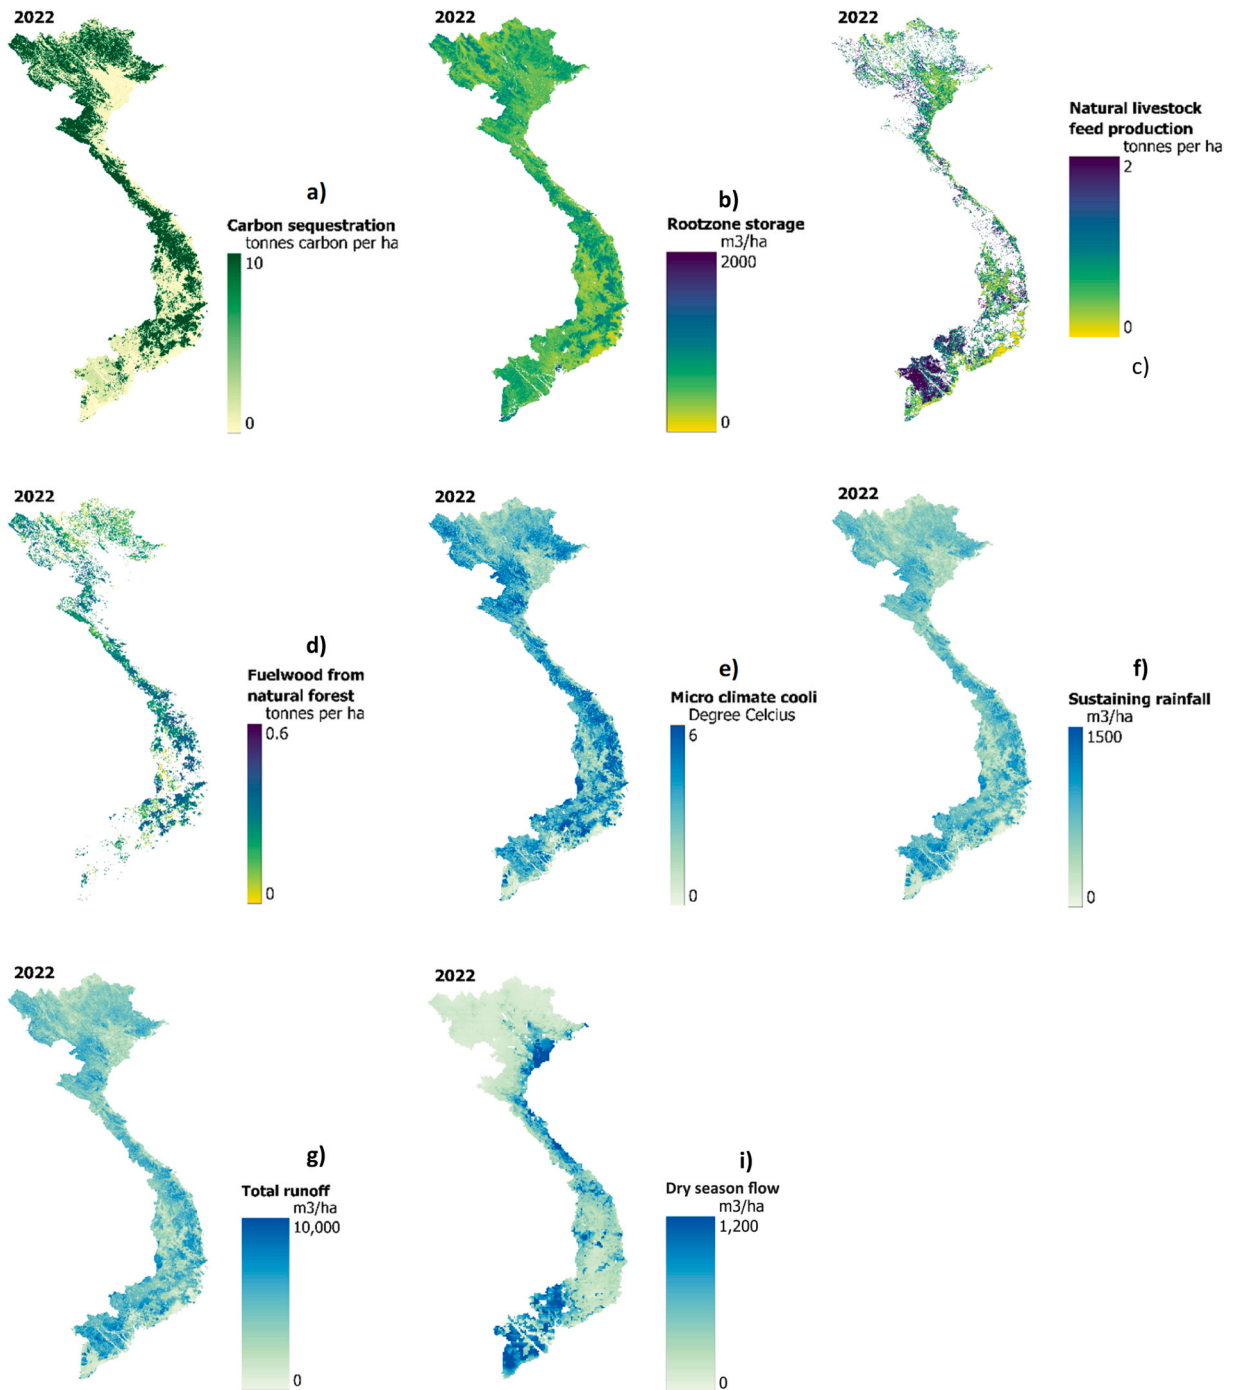 2022
a)
Carbon sequestration
tonnes carbon per ha
10
0
2022
b)
Rootzone storage
m3/ha
2000
0
2022
Natural livestock
feed production
tonnes per ha
2
0
c)
2022
d)
Fuelwood from
natural forest
tonnes per ha
0.6
0
2022
e)
Micro climate cooli
Degree Celcius
6
0
2022
f)
Sustaining rainfall
m3/ha
1500
0
2022
g)
Total runoff
m3/ha
10,000
0
2022
i)
Dry season flow
m3/ha
1,200
0